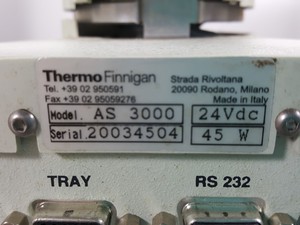 ThermoFinnigan Strada Rivoltana
Tel. +39 02 950591 20090 Rodano, Milano
Fax +39 02 95059276 Made in Italy
Model. AS 3000 24Vdc
Serial. 20034504 45 W
TRAY RS 232